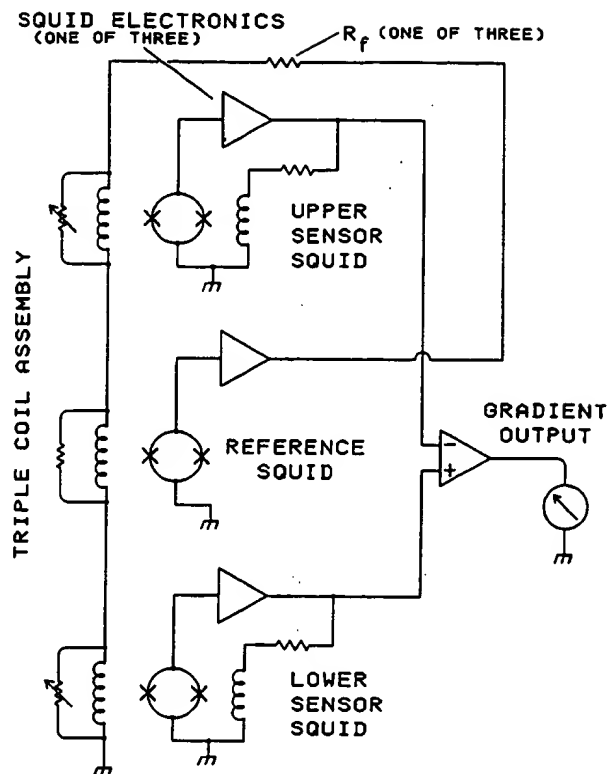 SQUID ELECTRONICS
(ONE OF THREE)
Rf (ONE OF THREE)
UPPER
SENSOR
SQUID
TRIPLE COIL ASSEMBLY
REFERENCE
SQUID
GRADIENT
OUTPUT
−
+
LOWER
SENSOR
SQUID